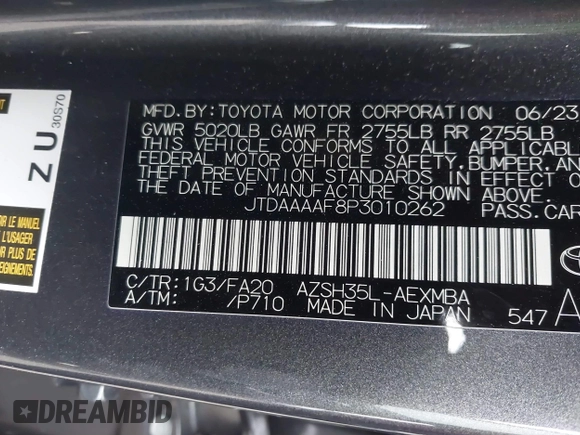 MFD.BY:TOYOTA MOTOR CORPORATION 06/23
GVWR 5020LB GAWR FR 2755LB RR 2755LB
THIS VEHICLE CONFORMS TO ALL APPLICABL
FEDERAL MOTOR VEHICLE SAFETY,BUMPER,AN
THEFT PREVENTION STANDARDS IN EFFECT O
THE DATE OF MANUFACTURE SHOWN ABOVE.
JTDAAAAF8P3010262 PASS.CAR
C/TR:1G3/FA20 AZSH35L-AEXMBA
A/TM: /P710 MADE IN JAPAN 547 A
Z U 30S70
IR LE MANUEL
L'USAGER
R PLUS DE
EIGNEMENTS.
DREAMBID